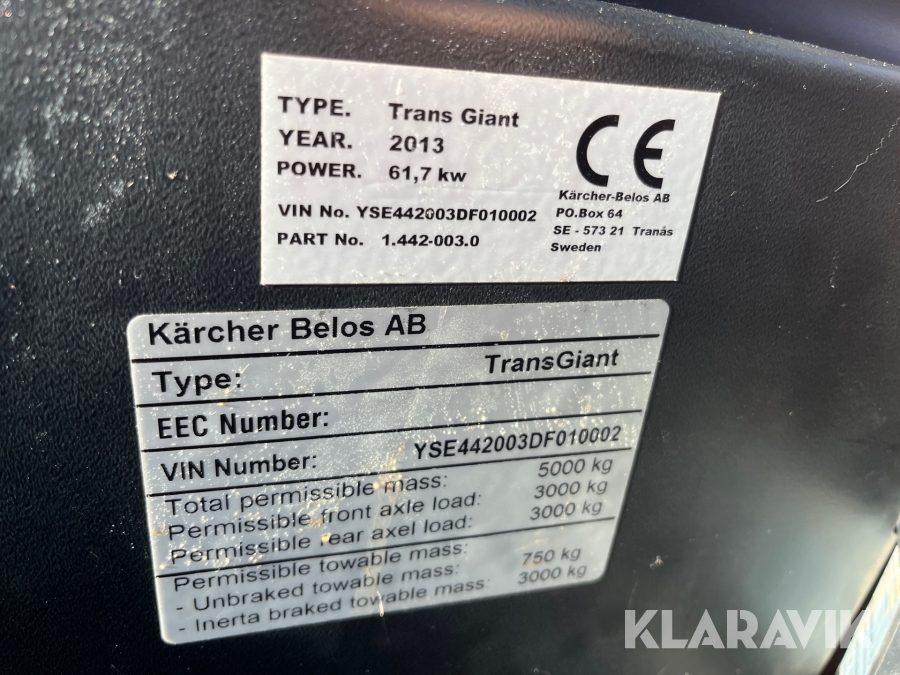 TYPE. Trans Giant
YEAR. 2013
POWER. 61,7 kw
VIN No. YSE442003DF010002
PART No. 1.442-003.0
CE
Kärcher-Belos AB
PO.Box 64
SE - 573 21 Tranås
Sweden
Kärcher Belos AB
Type: TransGiant
EEC Number:
VIN Number: YSE442003DF010002
Total permissible mass: 5000 kg
Permissible front axle load: 3000 kg
Permissible rear axel load: 3000 kg
Permissible towable mass:
- Unbraked towable mass: 750 kg
- Inerta braked towable mass: 3000 kg
KLARAVIK